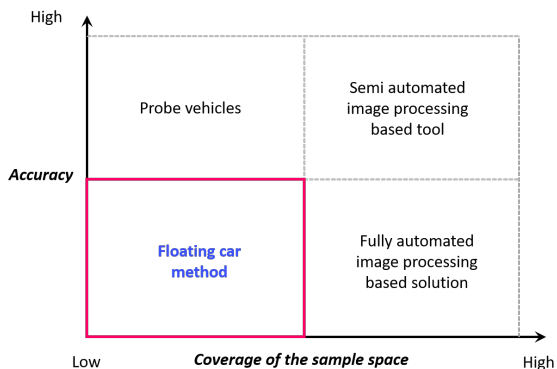 High
Probe vehicles
Semi automated
image processing
based tool
Accuracy
Floating car
method
Fully automated
image processing
based solution
Low
Coverage of the sample space
High